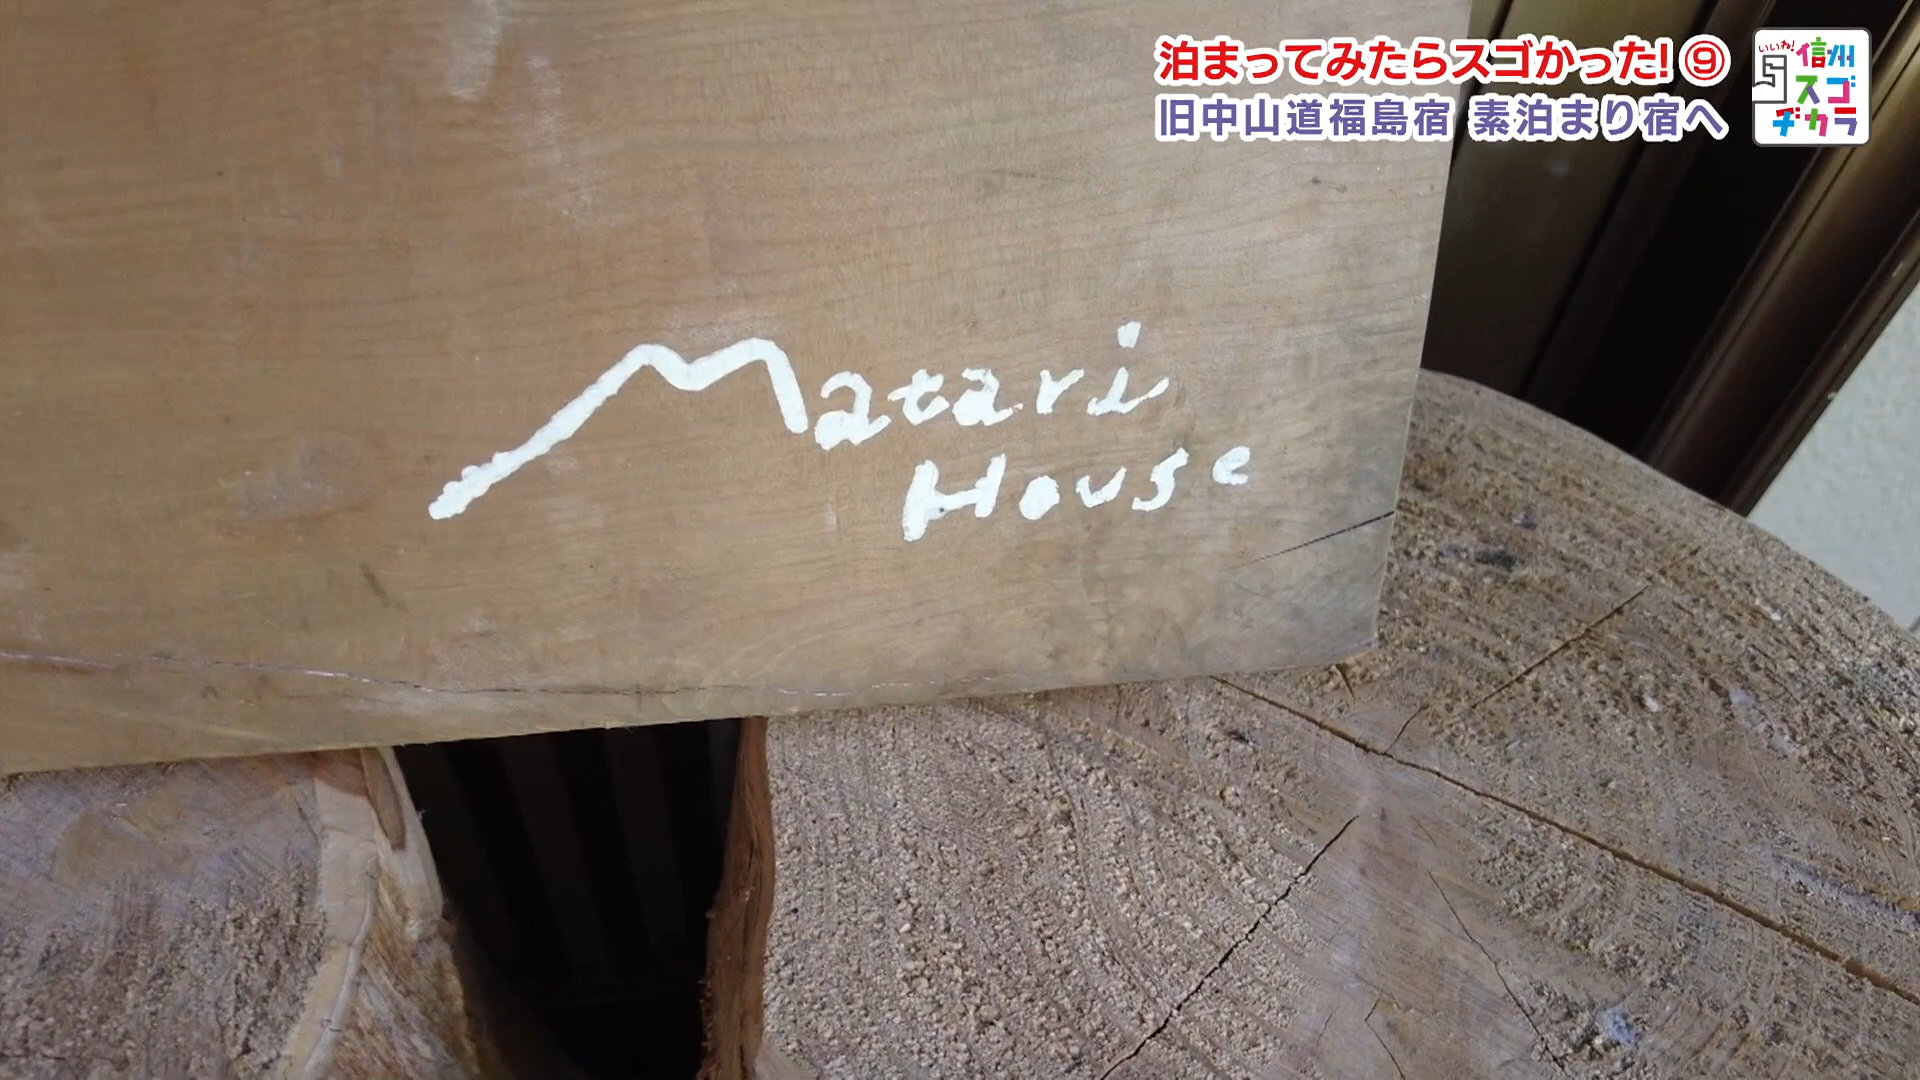 泊まってみたらスゴかった!⑨
旧中山道福島宿 素泊まり宿へ
いいね!
信州
スゴ
ヂカラ
5
Matari
House